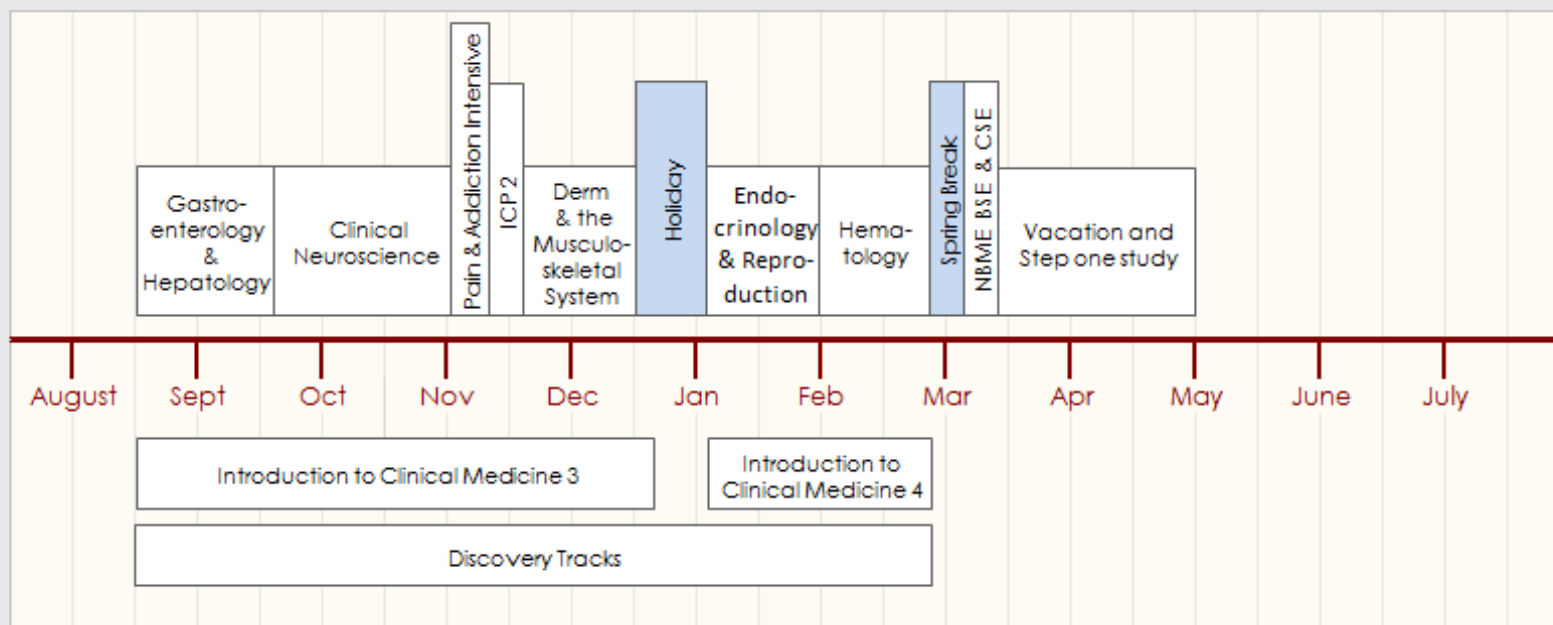 Gastro-
enterology
&
Hepatology
Clinical
Neuroscience
Pain & Addiction Intensive
ICP 2
Derm
& the
Musculo-
skeletal
System
Holiday
Endo-
crinology
& Repro-
duction
Hema-
tology
Spring Break
NBME BSE & CSE
Vacation and
Step one study
August Sept Oct Nov Dec Jan Feb Mar Apr May June July
Introduction to Clinical Medicine 3
Introduction to
Clinical Medicine 4
Discovery Tracks